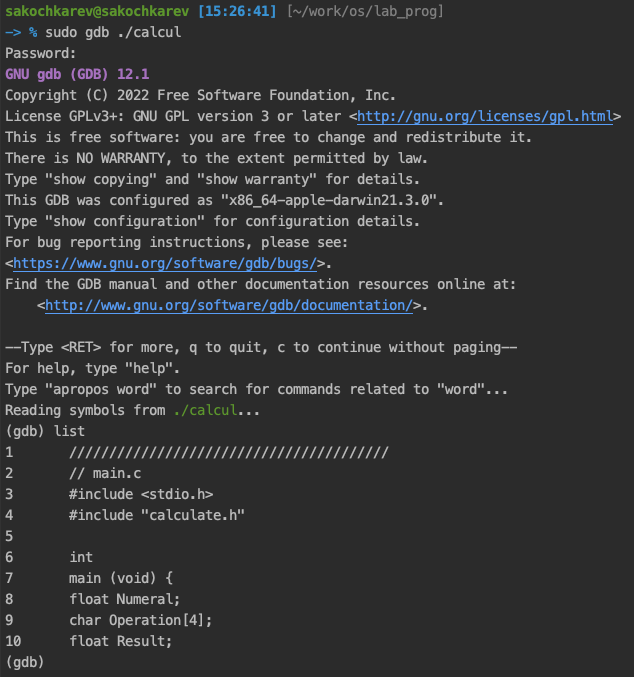 sakochkarev@sakochkarev [15:26:41] [~/work/os/lab_prog]
-> % sudo gdb ./calcul
Password:
GNU gdb (GDB) 12.1
Copyright (C) 2022 Free Software Foundation, Inc.
License GPLv3+: GNU GPL version 3 or later <http://gnu.org/licenses/gpl.html>
This is free software: you are free to change and redistribute it.
There is NO WARRANTY, to the extent permitted by law.
Type "show copying" and "show warranty" for details.
This GDB was configured as "x86_64-apple-darwin21.3.0".
Type "show configuration" for configuration details.
For bug reporting instructions, please see:
<https://www.gnu.org/software/gdb/bugs/>.
Find the GDB manual and other documentation resources online at:
    <http://www.gnu.org/software/gdb/documentation/>.

--Type <RET> for more, q to quit, c to continue without paging--
For help, type "help".
Type "apropos word" to search for commands related to "word"...
Reading symbols from ./calcul...
(gdb) list
1       ////////////////////////////////////////
2       // main.c
3       #include <stdio.h>
4       #include "calculate.h"
5
6       int
7       main (void) {
8       float Numeral;
9       char Operation[4];
10      float Result;
(gdb)